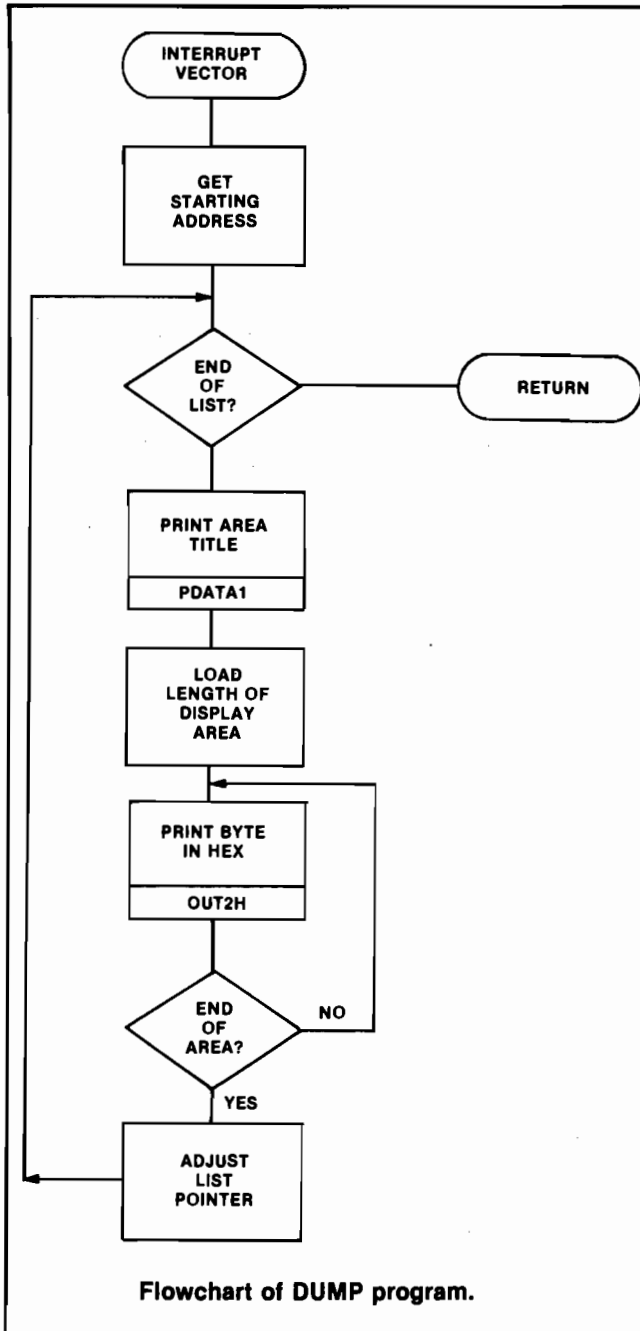 INTERRUPT
VECTOR
GET
STARTING
ADDRESS
END
OF
LIST?
RETURN
PRINT AREA
TITLE
PDATA1
LOAD
LENGTH OF
DISPLAY
AREA
PRINT BYTE
IN HEX
OUT2H
END
OF
AREA?
NO
YES
ADJUST
LIST
POINTER
Flowchart of DUMP program.